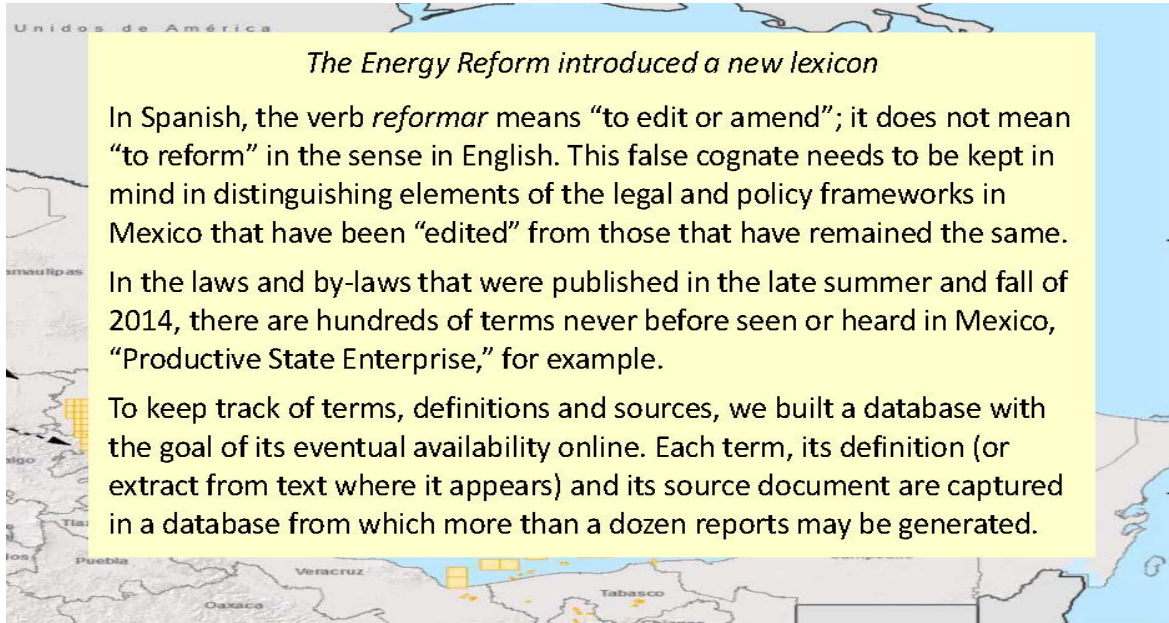 Unidos de América
The Energy Reform introduced a new lexicon
In Spanish, the verb reformar means “to edit or amend”; it does not mean
“to reform” in the sense in English. This false cognate needs to be kept in
mind in distinguishing elements of the legal and policy frameworks in
Mexico that have been “edited” from those that have remained the same.
amaulipas
In the laws and by-laws that were published in the late summer and fall of
2014, there are hundreds of terms never before seen or heard in Mexico,
“Productive State Enterprise,” for example.
To keep track of terms, definitions and sources, we built a database with
the goal of its eventual availability online. Each term, its definition (or
extract from text where it appears) and its source document are captured
in a database from which more than a dozen reports may be generated.
Puebla
Veracruz
Tabasco
Oaxaca